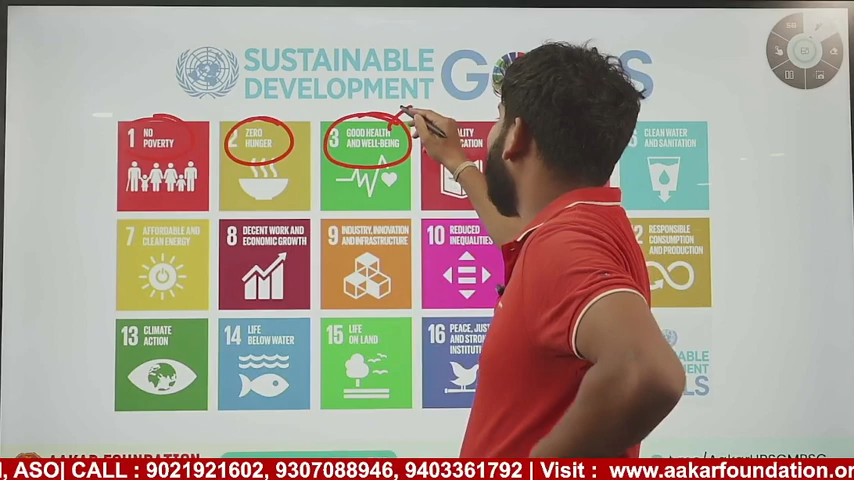 SUSTAINABLE
DEVELOPMENT
1 NO
POVERTY
2 ZERO
HUNGER
3 GOOD HEALTH
AND WELL-BEING
CLEAN WATER
AND SANITATION
7 AFFORDABLE AND
CLEAN ENERGY
8 DECENT WORK AND
ECONOMIC GROWTH
9 INDUSTRY, INNOVATION
AND INFRASTRUCTURE
10 REDUCED
INEQUALITIES
RESPONSIBLE
CONSUMPTION
AND PRODUCTION
13 CLIMATE
ACTION
14 LIFE
BELOW WATER
15 LIFE
ON LAND
16 PEACE,
AND
AAKAR FOUNDATION
, ASO| CALL : 9021921602, 9307088946, 9403361792 | Visit : www.aakarfoundation.or